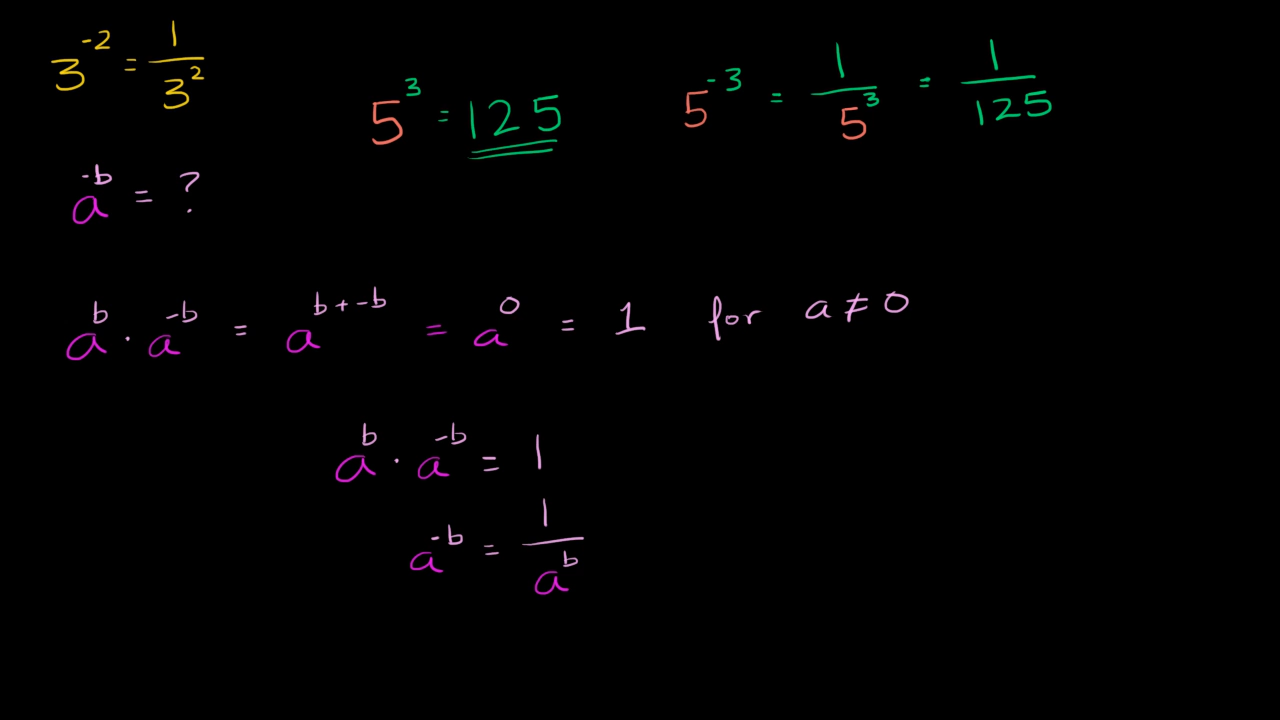 3^-2 = 1/3^2
5^3 = 125
5^-3 = 1/5^3 = 1/125
a^-b = ?
a^b · a^-b = a^(b+-b) = a^0 = 1 for a ≠ 0
a^b · a^-b = 1
a^-b = 1/a^b